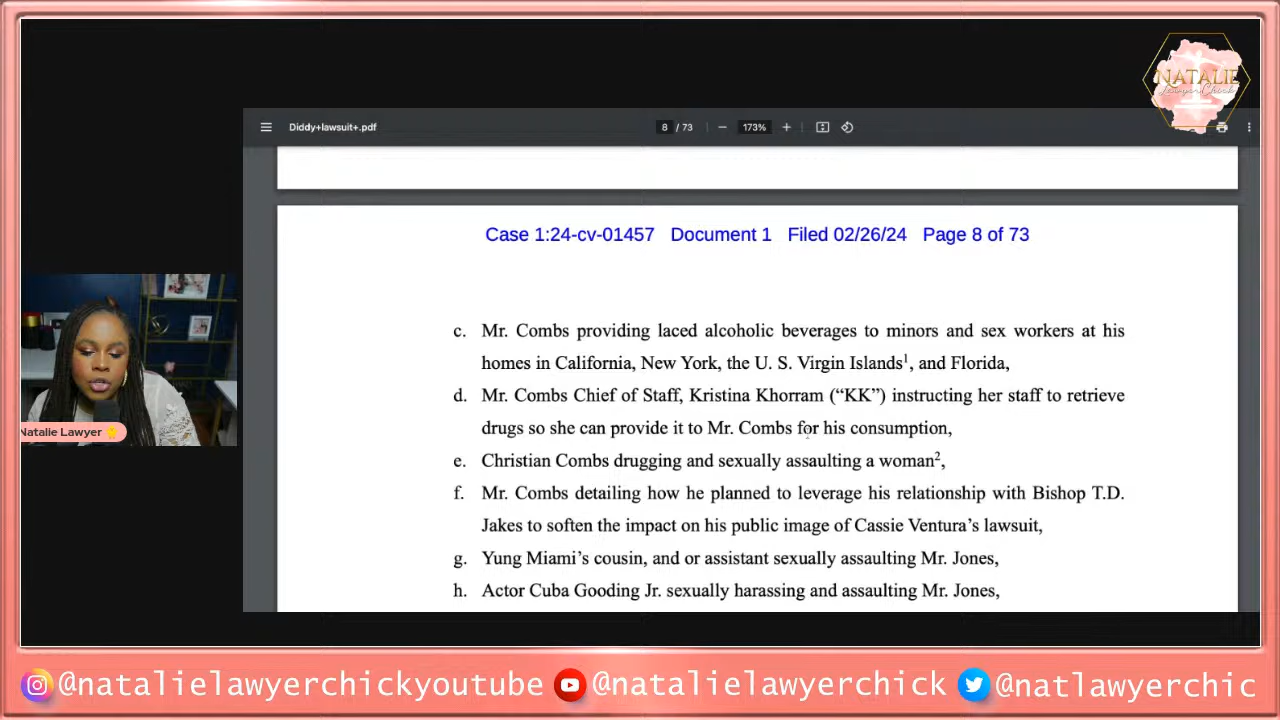 NATALIE
Lawyer Chick
Diddy+lawsuit+.pdf
8 / 73
173%
Case 1:24-cv-01457 Document 1 Filed 02/26/24 Page 8 of 73
c. Mr. Combs providing laced alcoholic beverages to minors and sex workers at his
homes in California, New York, the U. S. Virgin Islands1, and Florida,
d. Mr. Combs Chief of Staff, Kristina Khorram (“KK”) instructing her staff to retrieve
drugs so she can provide it to Mr. Combs for his consumption,
e. Christian Combs drugging and sexually assaulting a woman2,
f. Mr. Combs detailing how he planned to leverage his relationship with Bishop T.D.
Jakes to soften the impact on his public image of Cassie Ventura’s lawsuit,
g. Yung Miami’s cousin, and or assistant sexually assaulting Mr. Jones,
h. Actor Cuba Gooding Jr. sexually harassing and assaulting Mr. Jones,
Natalie Lawyer
@natalielawyerchickyoutube @natalielawyerchick @natlawyerchic